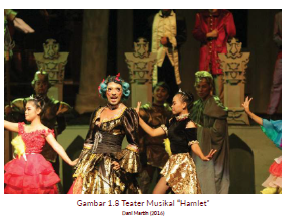 Gambar 1.8 Teater Musikal "Hamlet"
Dani Martin (2016)